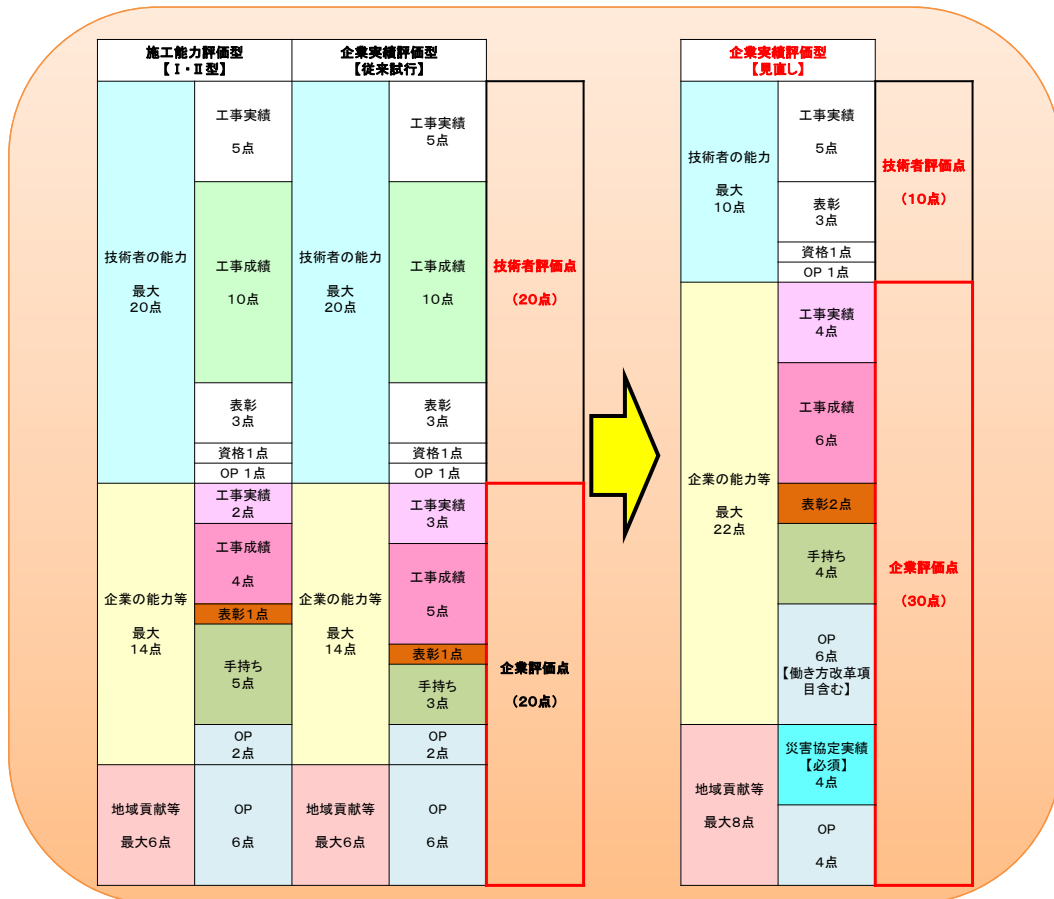 施工能力評価型
【Ⅰ・Ⅱ型】
企業実績評価型
【従来試行】
技術者の能力
最大
20点
工事実績
5点
工事成績
10点
表彰
3点
資格1点
OP 1点
技術者の能力
最大
20点
工事実績
5点
工事成績
10点
表彰
3点
資格1点
OP 1点
技術者評価点
(20点)
企業の能力等
最大
14点
工事実績
2点
工事成績
4点
表彰1点
手持ち
5点
OP
2点
企業の能力等
最大
14点
工事実績
3点
工事成績
5点
表彰1点
手持ち
3点
OP
2点
地域貢献等
最大6点
OP
6点
地域貢献等
最大6点
OP
6点
企業評価点
(20点)
企業実績評価型
【見直し】
技術者の能力
最大
10点
工事実績
5点
表彰
3点
資格1点
OP 1点
技術者評価点
(10点)
企業の能力等
最大
22点
工事実績
4点
工事成績
6点
表彰2点
手持ち
4点
OP
6点
【働き方改革項
目含む】
地域貢献等
最大8点
災害協定実績
【必須】
4点
OP
4点
企業評価点
(30点)